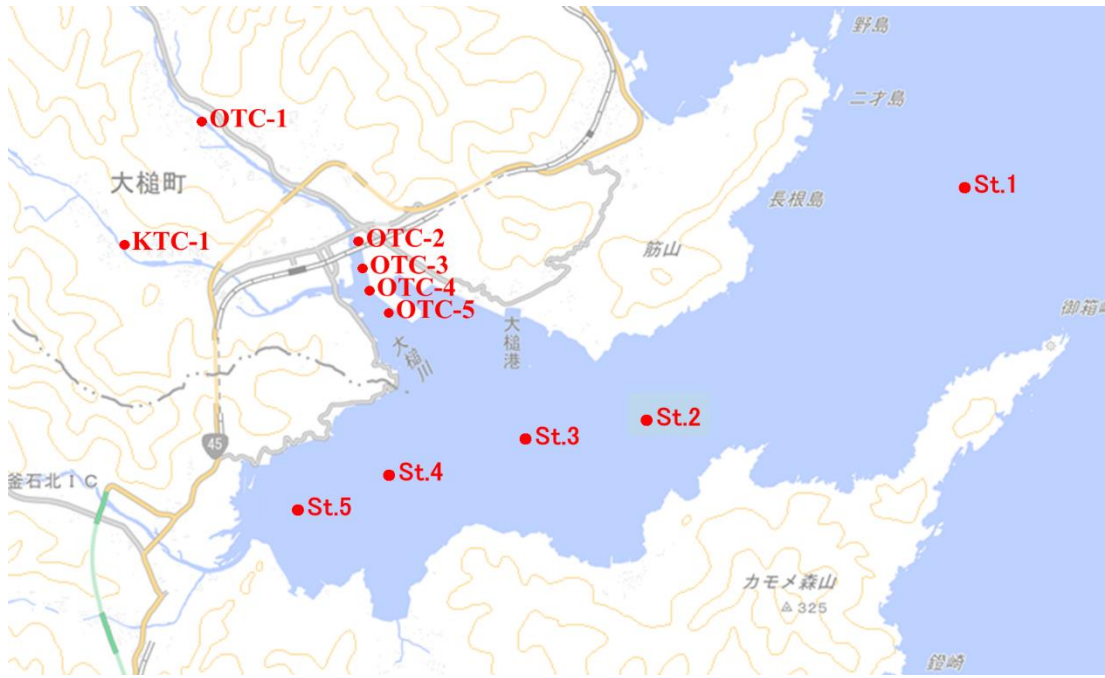 野島
二才島
OTC-1
大槌町
St.1
長根島
KTC-1
OTC-2
筋山
OTC-3
OTC-4
OTC-5
御箱崎
大槌港
大槌川
St.2
St.3
45
釜石北IC
St.4
St.5
カモメ森山
325
鐙崎